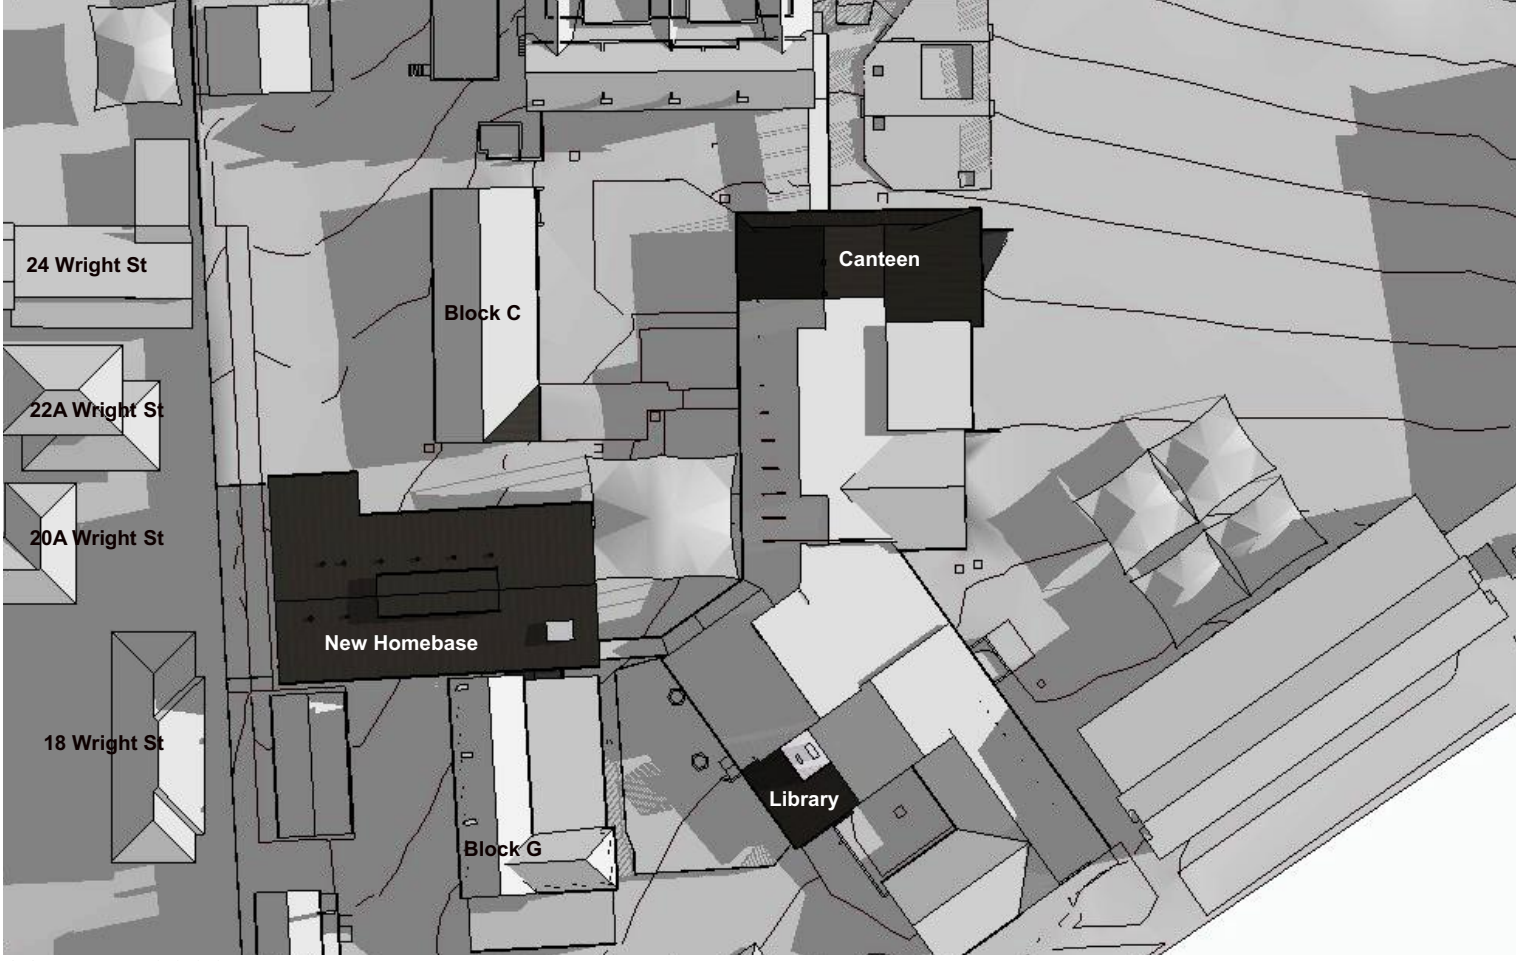 24 Wright St
Canteen
Block C
22A Wright St
20A Wright St
New Homebase
18 Wright St
Library
Block G